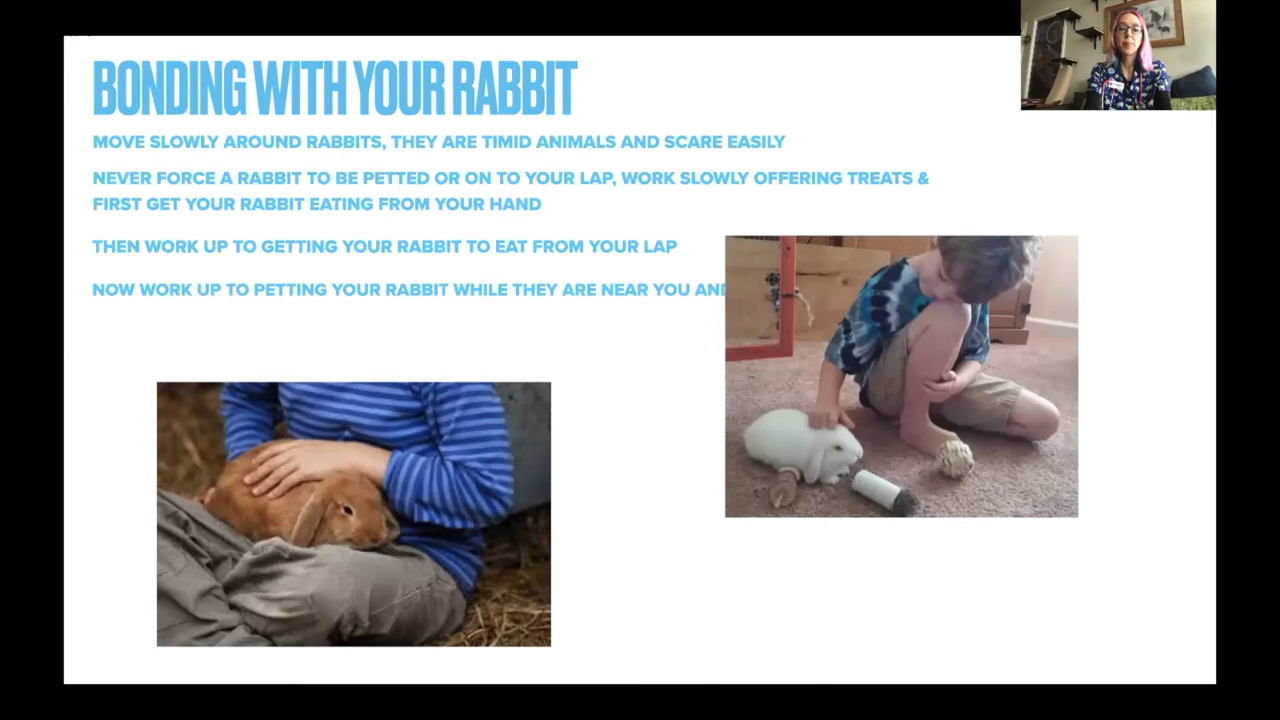 BONDING WITH YOUR RABBIT
MOVE SLOWLY AROUND RABBITS, THEY ARE TIMID ANIMALS AND SCARE EASILY
NEVER FORCE A RABBIT TO BE PETTED OR ON TO YOUR LAP, WORK SLOWLY OFFERING TREATS &
FIRST GET YOUR RABBIT EATING FROM YOUR HAND
THEN WORK UP TO GETTING YOUR RABBIT TO EAT FROM YOUR LAP
NOW WORK UP TO PETTING YOUR RABBIT WHILE THEY ARE NEAR YOU AND